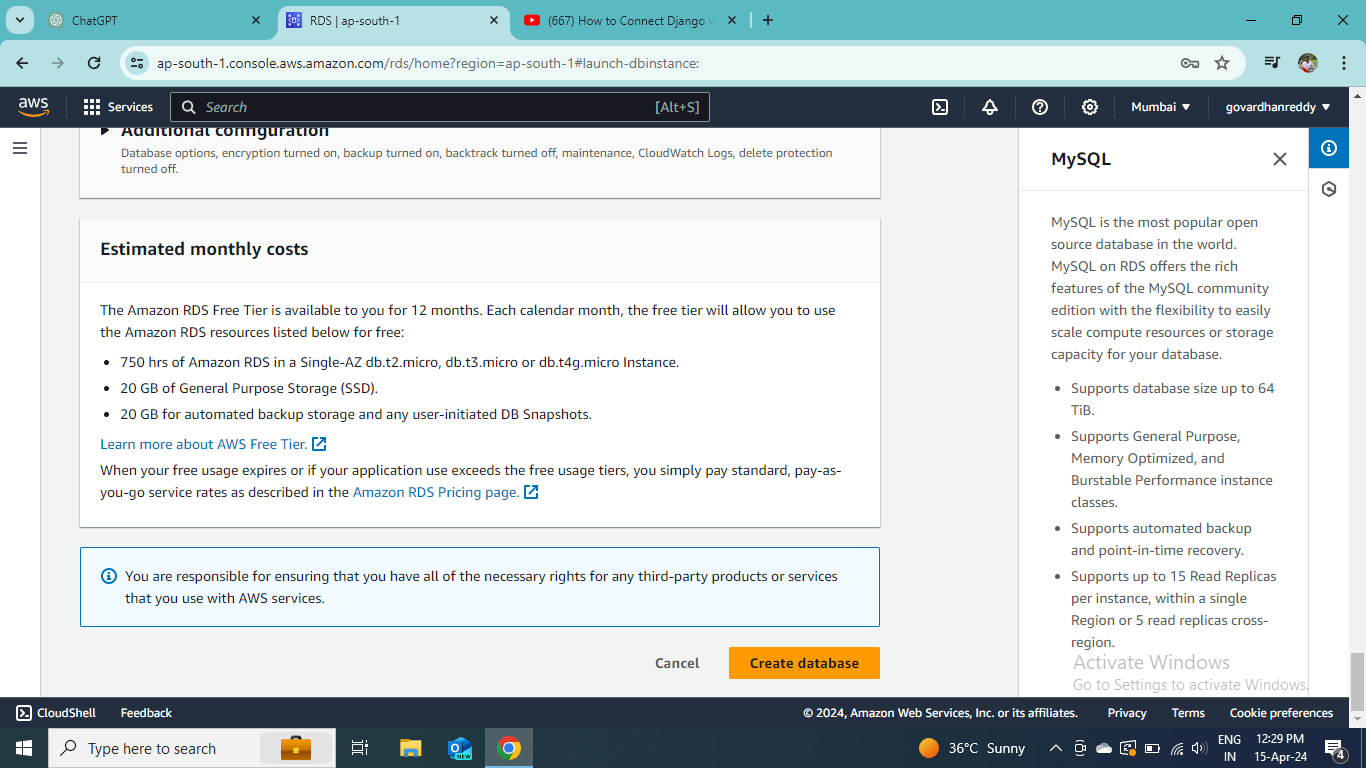 ChatGPT
RDS | ap-south-1
(667) How to Connect Django w
ap-south-1.console.aws.amazon.com/rds/home?region=ap-south-1#launch-dbinstance:
aws
Services
Search
[Alt+S]
Mumbai
govardhanreddy
Additional configuration
Database options, encryption turned on, backup turned on, backtrack turned off, maintenance, CloudWatch Logs, delete protection
turned off.
Estimated monthly costs
The Amazon RDS Free Tier is available to you for 12 months. Each calendar month, the free tier will allow you to use
the Amazon RDS resources listed below for free:
• 750 hrs of Amazon RDS in a Single-AZ db.t2.micro, db.t3.micro or db.t4g.micro Instance.
• 20 GB of General Purpose Storage (SSD).
• 20 GB for automated backup storage and any user-initiated DB Snapshots.
Learn more about AWS Free Tier.
When your free usage expires or if your application use exceeds the free usage tiers, you simply pay standard, pay-as-
you-go service rates as described in the Amazon RDS Pricing page.
You are responsible for ensuring that you have all of the necessary rights for any third-party products or services
that you use with AWS services.
Cancel
Create database
MySQL
MySQL is the most popular open
source database in the world.
MySQL on RDS offers the rich
features of the MySQL community
edition with the flexibility to easily
scale compute resources or storage
capacity for your database.
• Supports database size up to 64
TiB.
• Supports General Purpose,
Memory Optimized, and
Burstable Performance instance
classes.
• Supports automated backup
and point-in-time recovery.
• Supports up to 15 Read Replicas
per instance, within a single
Region or 5 read replicas cross-
region.
Activate Windows
Go to Settings to activate Windows.
CloudShell
Feedback
© 2024, Amazon Web Services, Inc. or its affiliates.
Privacy
Terms
Cookie preferences
Type here to search
NEW
36°C Sunny
ENG
IN
12:29 PM
15-Apr-24
4